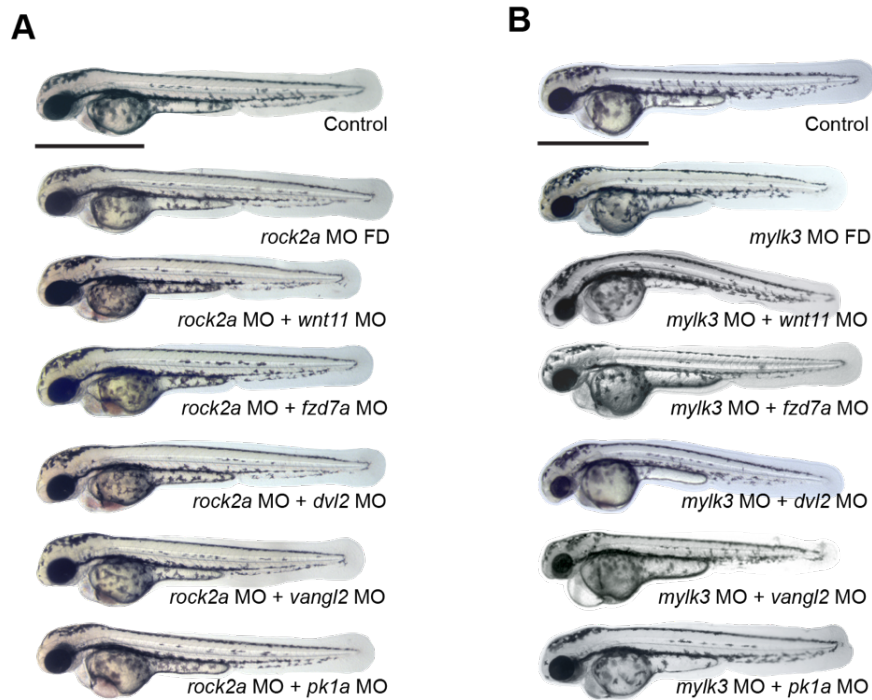 A
Control
rock2a MO FD
rock2a MO + wnt11 MO
rock2a MO + fzd7a MO
rock2a MO + dvl2 MO
rock2a MO + vangl2 MO
rock2a MO + pk1a MO
B
Control
mylk3 MO FD
mylk3 MO + wnt11 MO
mylk3 MO + fzd7a MO
mylk3 MO + dvl2 MO
mylk3 MO + vangl2 MO
mylk3 MO + pk1a MO